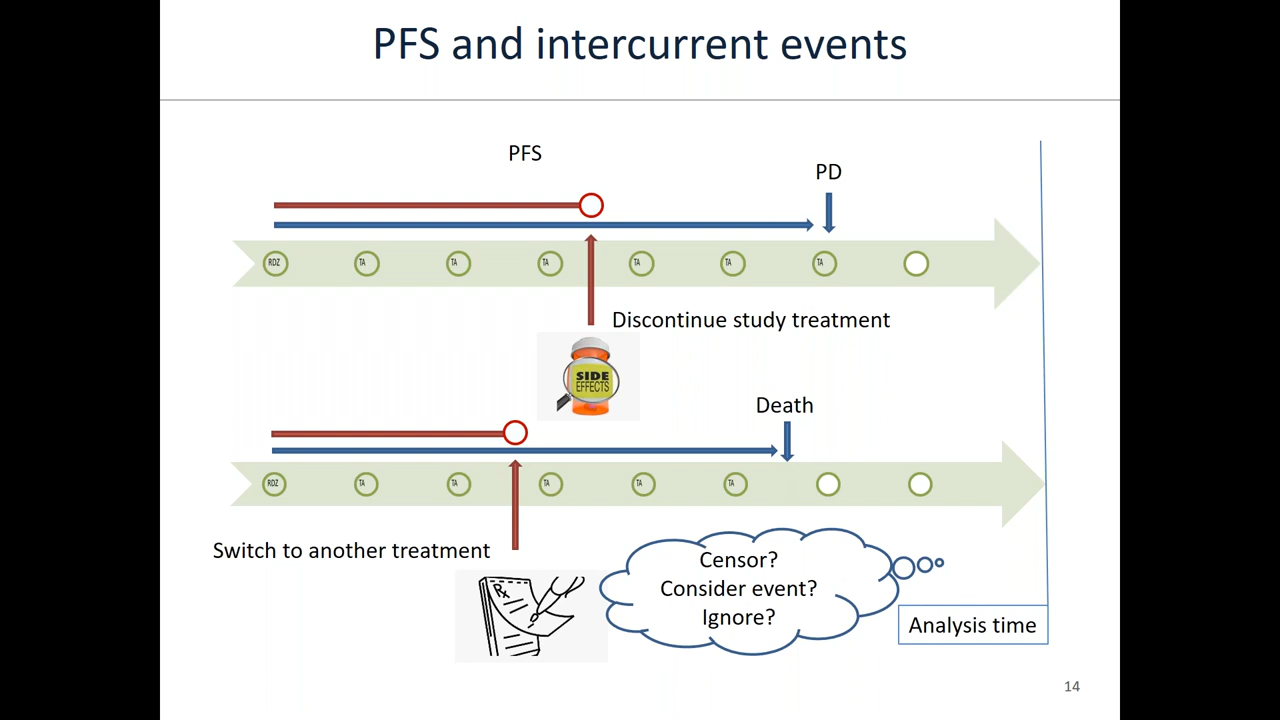 PFS and intercurrent events
PFS
PD
RDZ TA TA TA TA TA TA
Discontinue study treatment
SIDE
EFFECTS
Death
RDZ TA TA TA TA TA
Switch to another treatment
Rx
Censor?
Consider event?
Ignore?
Analysis time
14